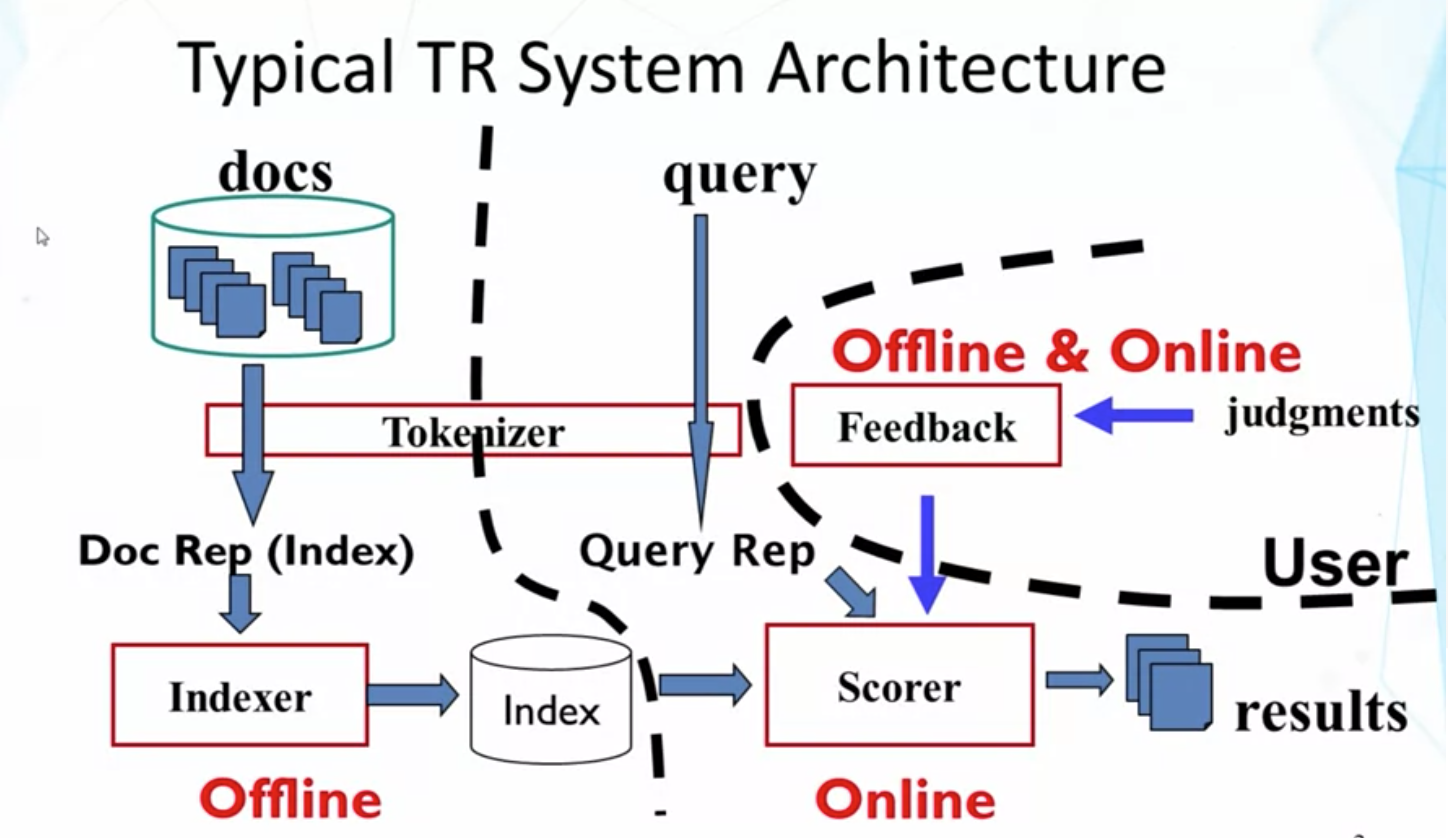 Typical TR System Architecture
docs
query
Offline & Online
Tokenizer
Feedback
judgments
Doc Rep (Index)
Query Rep
User
Indexer
Index
Scorer
results
Offline
Online